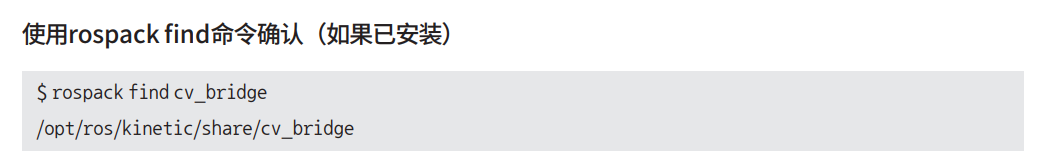 使用rospack find命令确认（如果已安装）
$ rospack find cv_bridge
/opt/ros/kinetic/share/cv_bridge